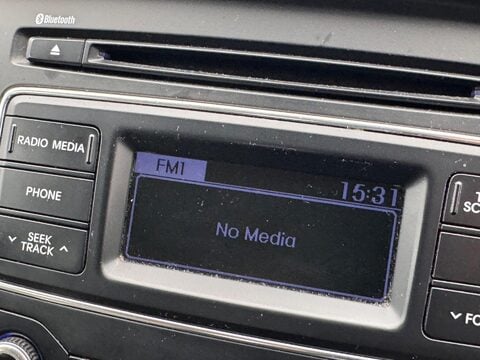 Bluetooth
RADIO MEDIA
PHONE
SEEK
TRACK
FM1
15:31
No Media